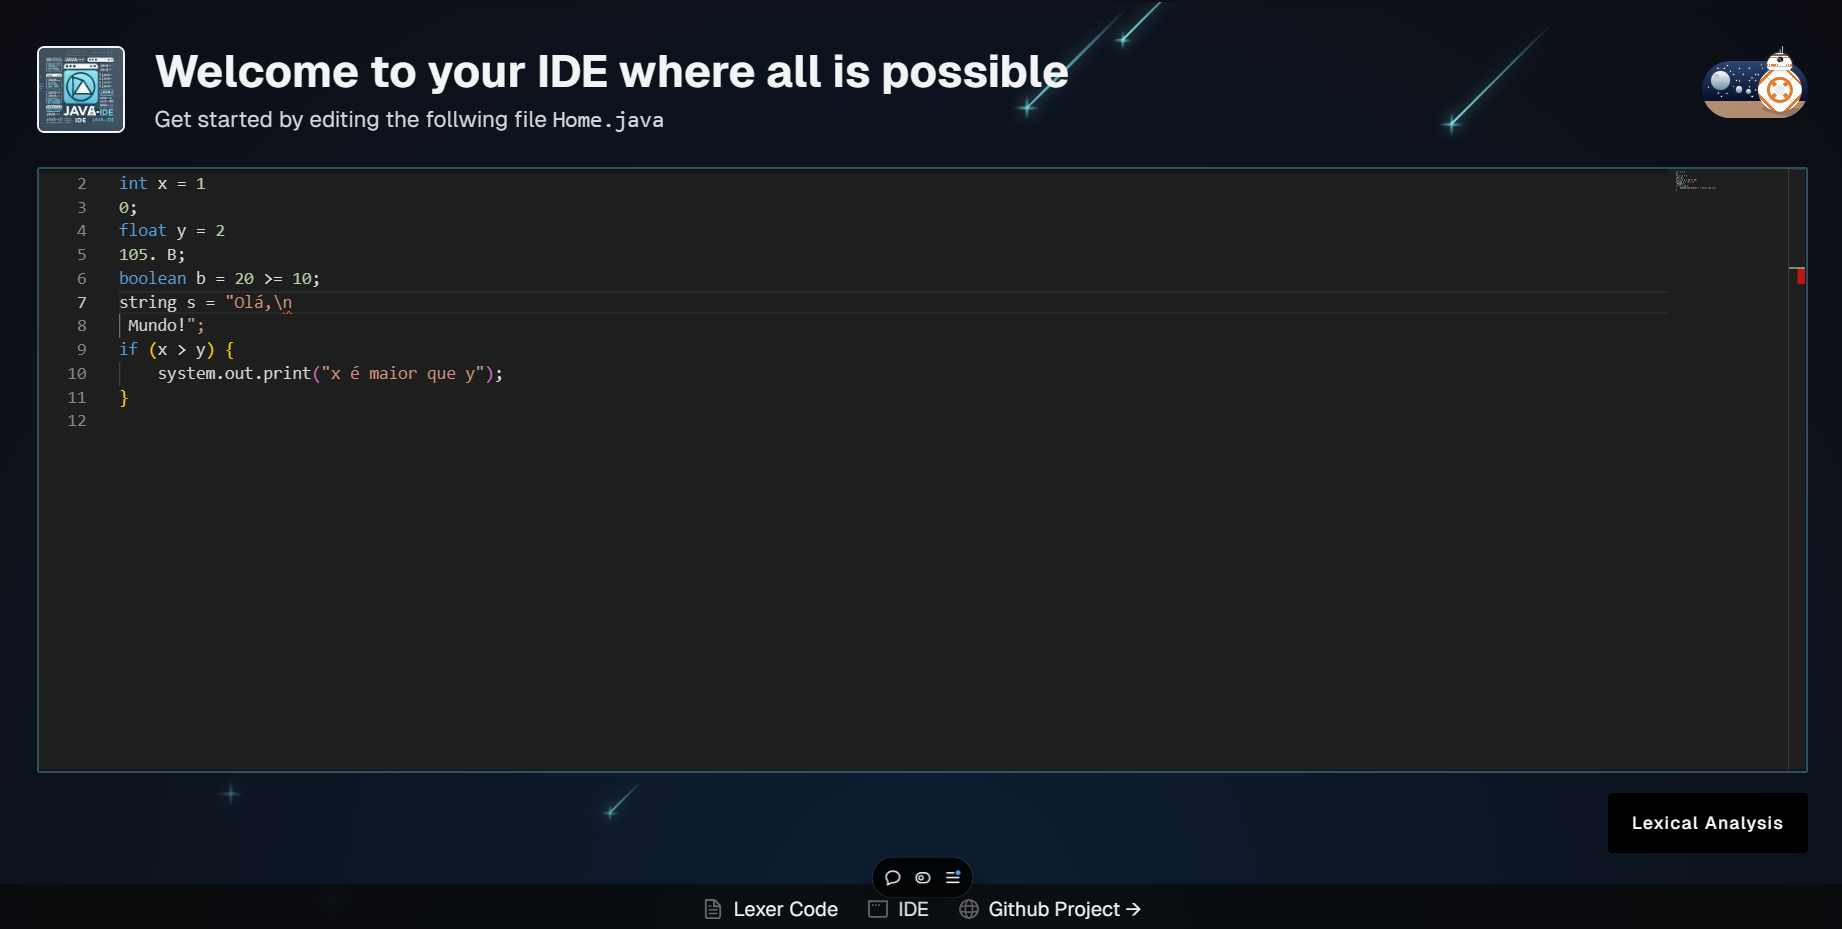 Welcome to your IDE where all is possible
Get started by editing the follwing file Home.java
JAVA-IDE
IDE
2 int x = 1
3 0;
4 float y = 2
5 105. B;
6 boolean b = 20 >= 10;
7 string s = "Olá,\n
8 Mundo!";
9 if (x > y) {
10 system.out.print("x é maior que y");
11 }
12
Lexical Analysis
Lexer Code
IDE
Github Project →